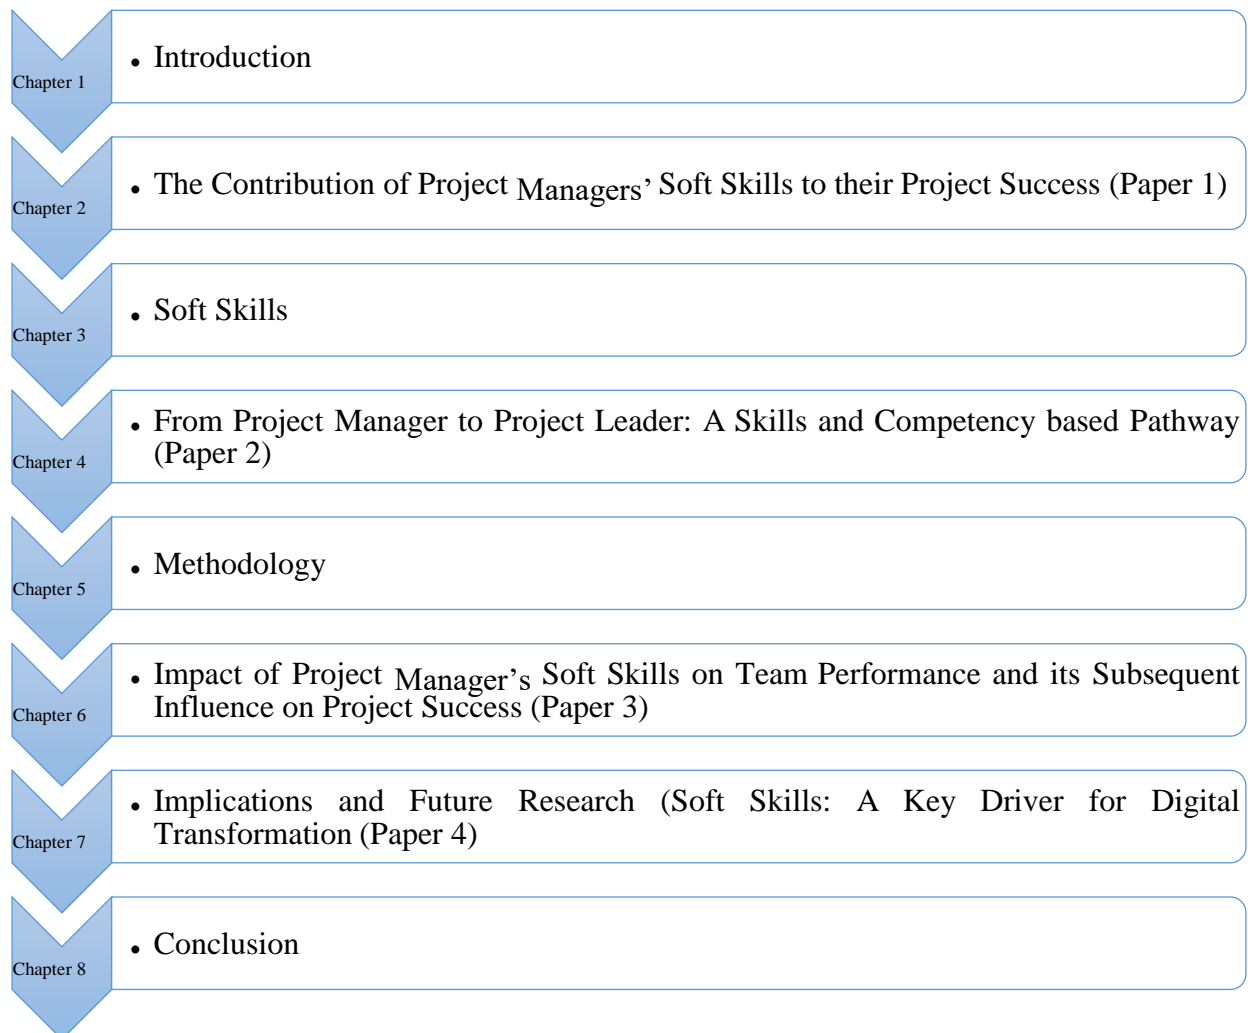 Chapter 1
• Introduction
Chapter 2
• The Contribution of Project Managers’ Soft Skills to their Project Success (Paper 1)
Chapter 3
• Soft Skills
Chapter 4
• From Project Manager to Project Leader: A Skills and Competency based Pathway
(Paper 2)
Chapter 5
• Methodology
Chapter 6
• Impact of Project Manager’s Soft Skills on Team Performance and its Subsequent
Influence on Project Success (Paper 3)
Chapter 7
• Implications and Future Research (Soft Skills: A Key Driver for Digital
Transformation (Paper 4)
Chapter 8
• Conclusion